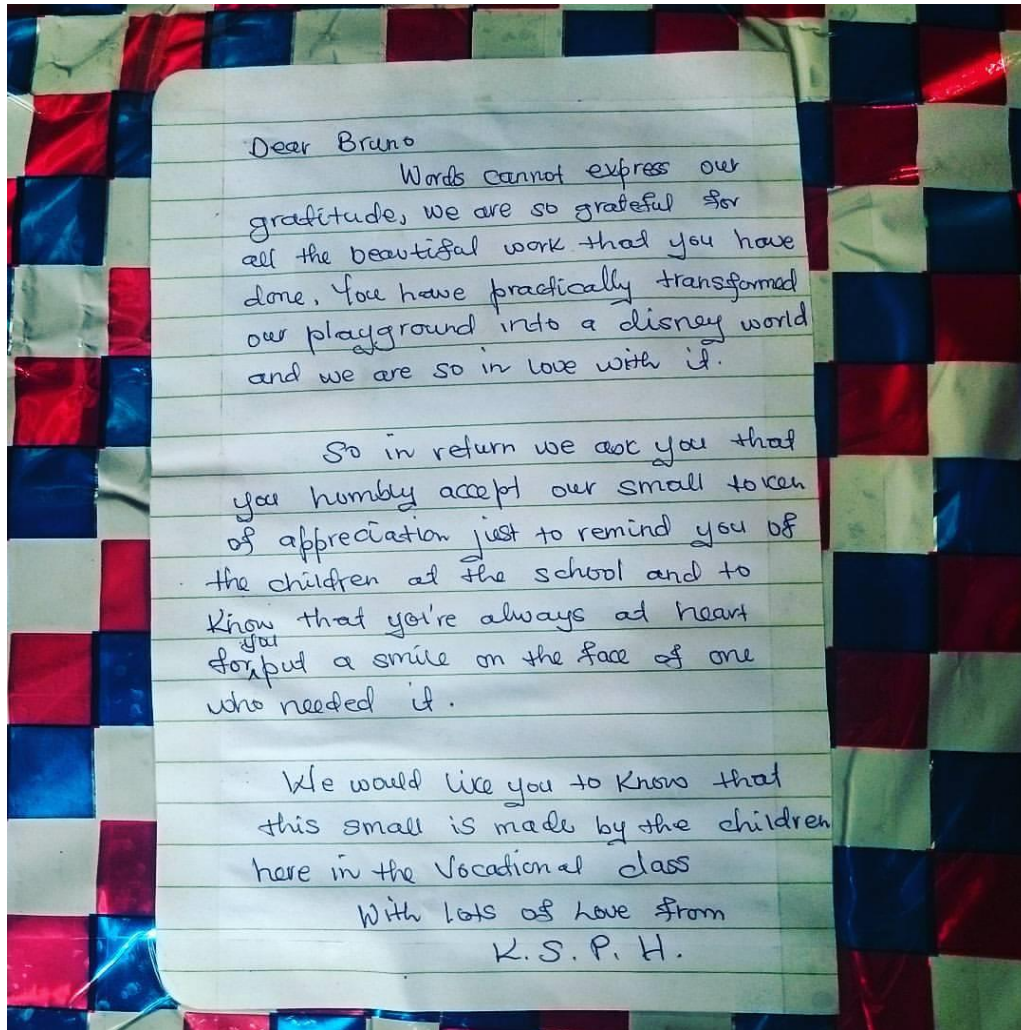 Dear Bruno
Words cannot express our
gratitude, we are so grateful for
all the beautiful work that you have
done. You have practically transformed
our playground into a disney world
and we are so in love with it.
So in return we ask you that
you humbly accept our small token
of appreciation just to remind you of
the children at the school and to
Know that you're always at heart
you
for put a smile on the face of one
who needed it.
We would like you to Know that
this small is made by the children
here in the Vocational class
With lots of Love from
K. S. P. H.